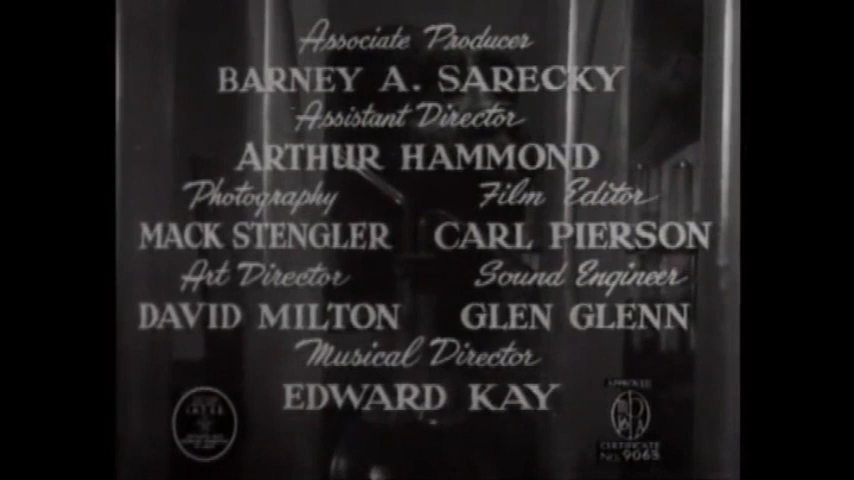 Associate Producer
BARNEY A. SARECKY
Assistant Director
ARTHUR HAMMOND
Photography Film Editor
MACK STENGLER CARL PIERSON
Art Director Sound Engineer
DAVID MILTON GLEN GLENN
Musical Director
EDWARD KAY
I.A.T.S.E.
APPROVED
CERTIFICATE
No. 9063